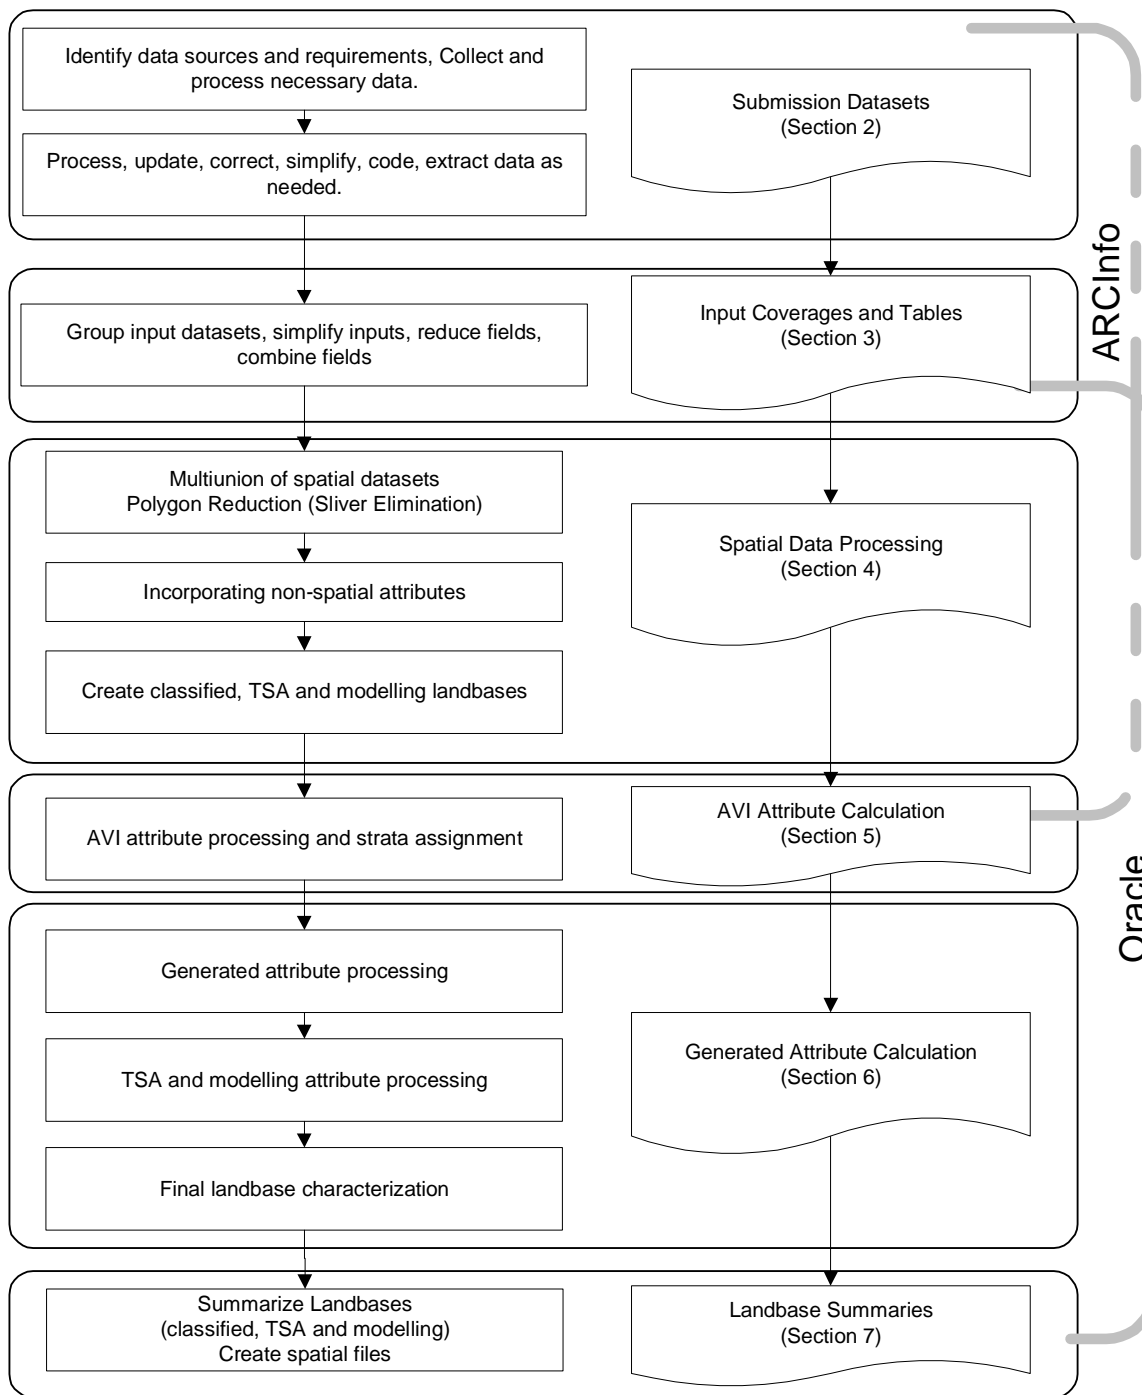 Identify data sources and requirements, Collect and
process necessary data.
Process, update, correct, simplify, code, extract data as
needed.
Submission Datasets
(Section 2)
ARCInfo
Group input datasets, simplify inputs, reduce fields,
combine fields
Input Coverages and Tables
(Section 3)
Multiunion of spatial datasets
Polygon Reduction (Sliver Elimination)
Incorporating non-spatial attributes
Create classified, TSA and modelling landbases
Spatial Data Processing
(Section 4)
AVI attribute processing and strata assignment
AVI Attribute Calculation
(Section 5)
Oracle
Generated attribute processing
TSA and modelling attribute processing
Final landbase characterization
Generated Attribute Calculation
(Section 6)
Summarize Landbases
(classified, TSA and modelling)
Create spatial files
Landbase Summaries
(Section 7)